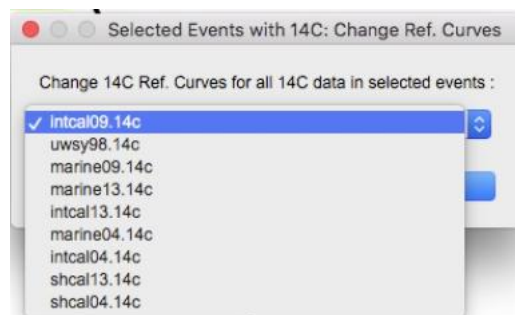 Selected Events with 14C: Change Ref. Curves
Change 14C Ref. Curves for all 14C data in selected events :
✓ intcal09.14c
uwsy98.14c
marine09.14c
marine13.14c
intcal13.14c
marine04.14c
intcal04.14c
shcal13.14c
shcal04.14c